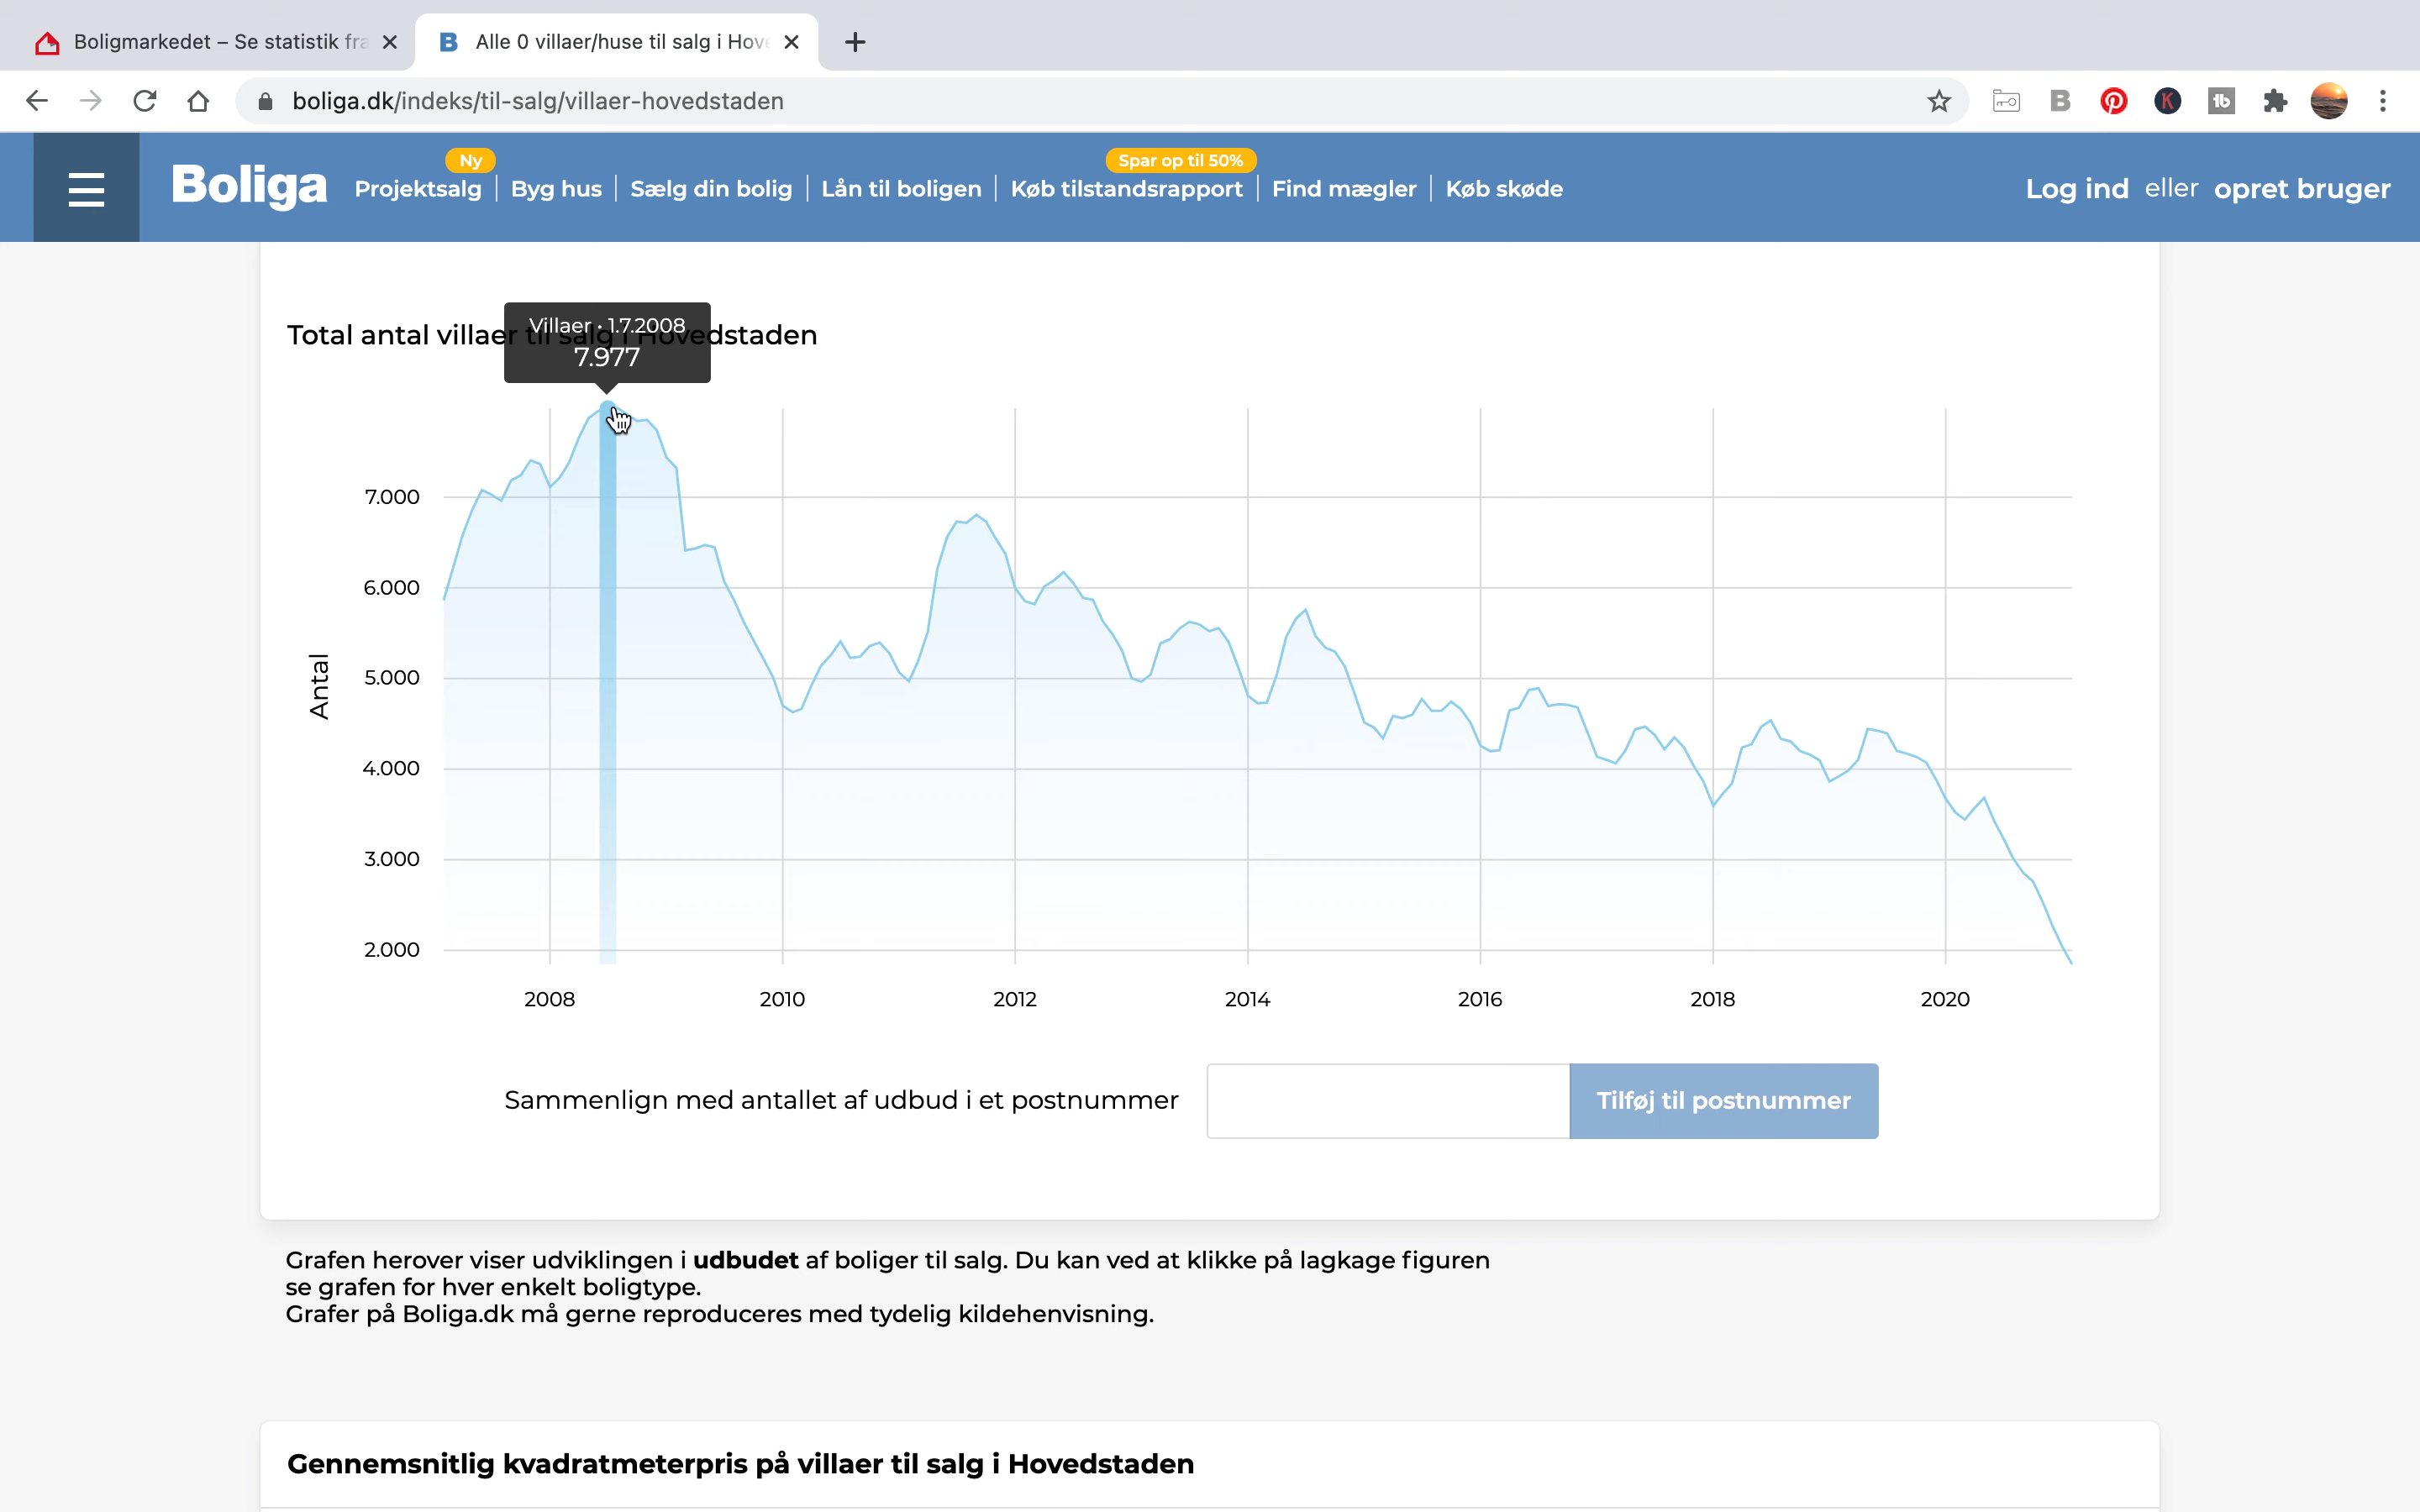 Boligmarkedet – Se statistik fra
Alle 0 villaer/huse til salg i Hove
boliga.dk/indeks/til-salg/villaer-hovedstaden
Ny
Spar op til 50%
Boliga Projektsalg Byg hus Sælg din bolig Lån til boligen Køb tilstandsrapport Find mægler Køb skøde Log ind eller opret bruger
Total antal villaer til salg i Hovedstaden
Villaer • 1.7.2008
7.977
7.000
6.000
5.000
4.000
3.000
2.000
Antal
2008 2010 2012 2014 2016 2018 2020
Sammenlign med antallet af udbud i et postnummer Tilføj til postnummer
Grafen herover viser udviklingen i udbudet af boliger til salg. Du kan ved at klikke på lagkage figuren
se grafen for hver enkelt boligtype.
Grafer på Boliga.dk må gerne reproduceres med tydelig kildehenvisning.
Gennemsnitlig kvadratmeterpris på villaer til salg i Hovedstaden